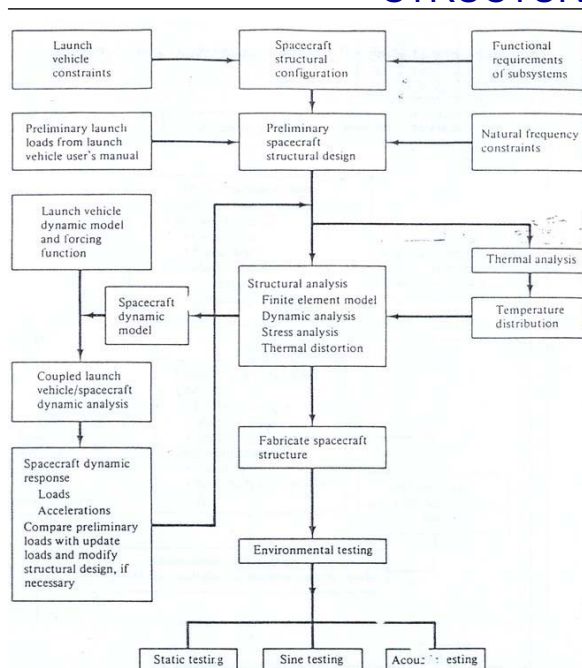 Launch
vehicle
constraints
Spacecraft
structural
configuration
Functional
requirements
of subsystems
Preliminary launch
loads from launch
vehicle user's manual
Preliminary
spacecraft
structural design
Natural frequency
constraints
Launch vehicle
dynamic model
and forcing
function
Thermal analysis
Spacecraft
dynamic
model
Structural analysis
Finite element model
Dynamic analysis
Stress analysis
Thermal distortion
Temperature
distribution
Coupled launch
vehicle/spacecraft
dynamic analysis
Fabricate spacecraft
structure
Spacecraft dynamic
response
Loads
Accelerations
Compare preliminary
loads with update
loads and modify
structural design, if
necessary
Environmental testing
Static testing
Sine testing